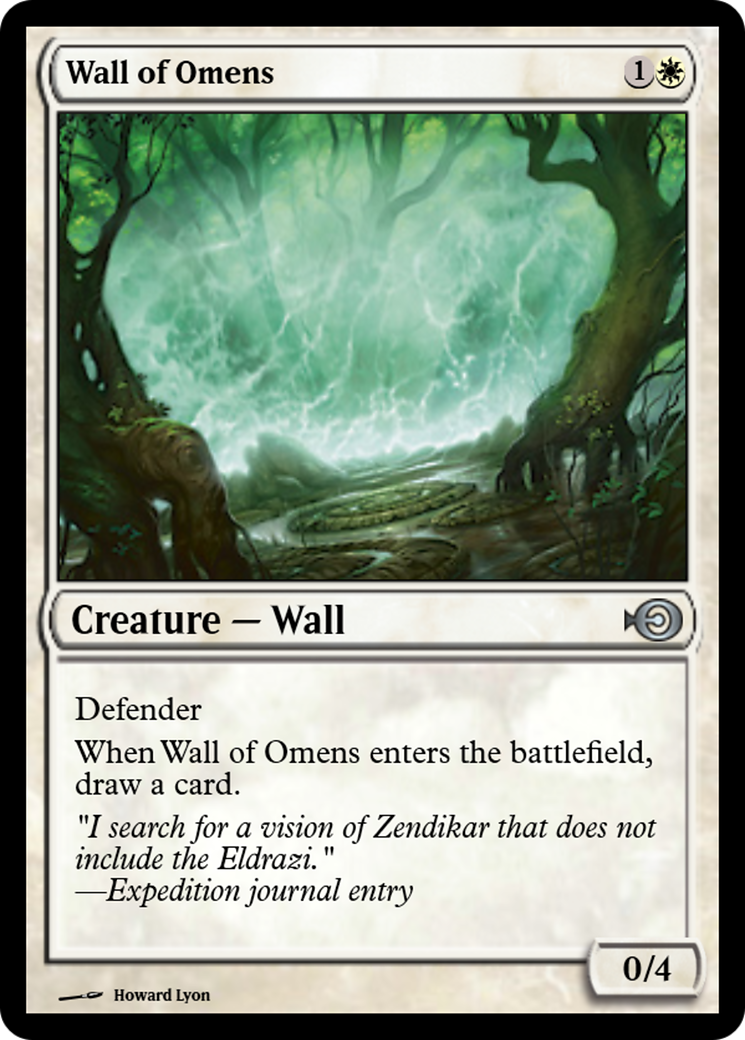 Wall of Omens 1
Creature — Wall
Defender
When Wall of Omens enters the battlefield,
draw a card.
"I search for a vision of Zendikar that does not
include the Eldrazi."
—Expedition journal entry
0/4
Howard Lyon